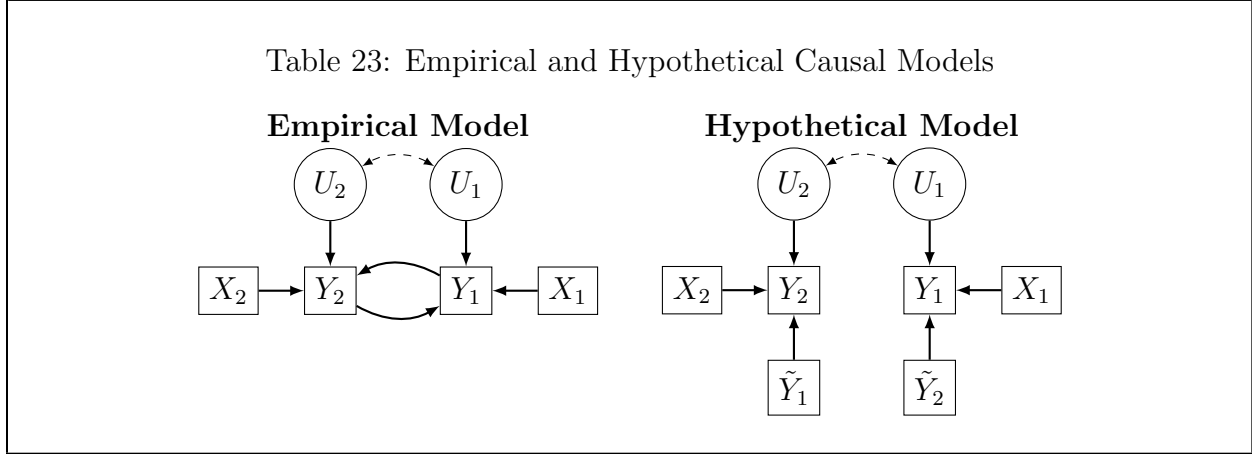 Table 23: Empirical and Hypothetical Causal Models
Empirical Model Hypothetical Model
U₂ U₁ U₂ U₁
X₂ Y₂ Y₁ X₁ X₂ Y₂ Y₁ X₁
Ỹ₁ Ỹ₂